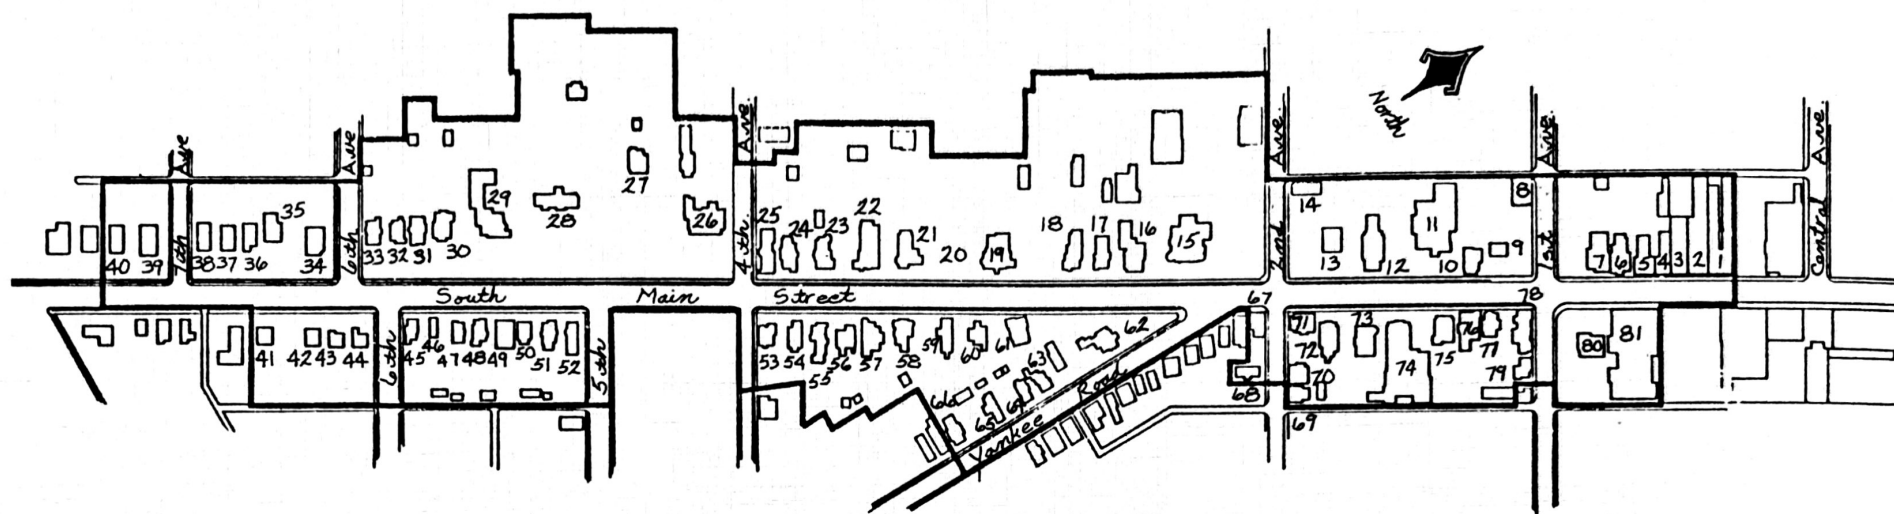 North
7th Ave
6th Ave
4th Ave.
2nd Ave
1st Ave.
Central Ave
35
29
28
27
26
25 24 23 22 21 20 19 18 17 16 15
14 13 12 11 10 9 8
7 6 5 4 3 2 1
40 39 38 37 36 34 33 32 31 30
South Main Street
67
78
62
41 42 43 44 45 46 47 48 49 50 51 52
6th
5th
53 54 55 56 57 58 59 60 61
63
64
65
66
Yankee Road
68
69
70
71
72 73 74 75 76 77
79
80 81